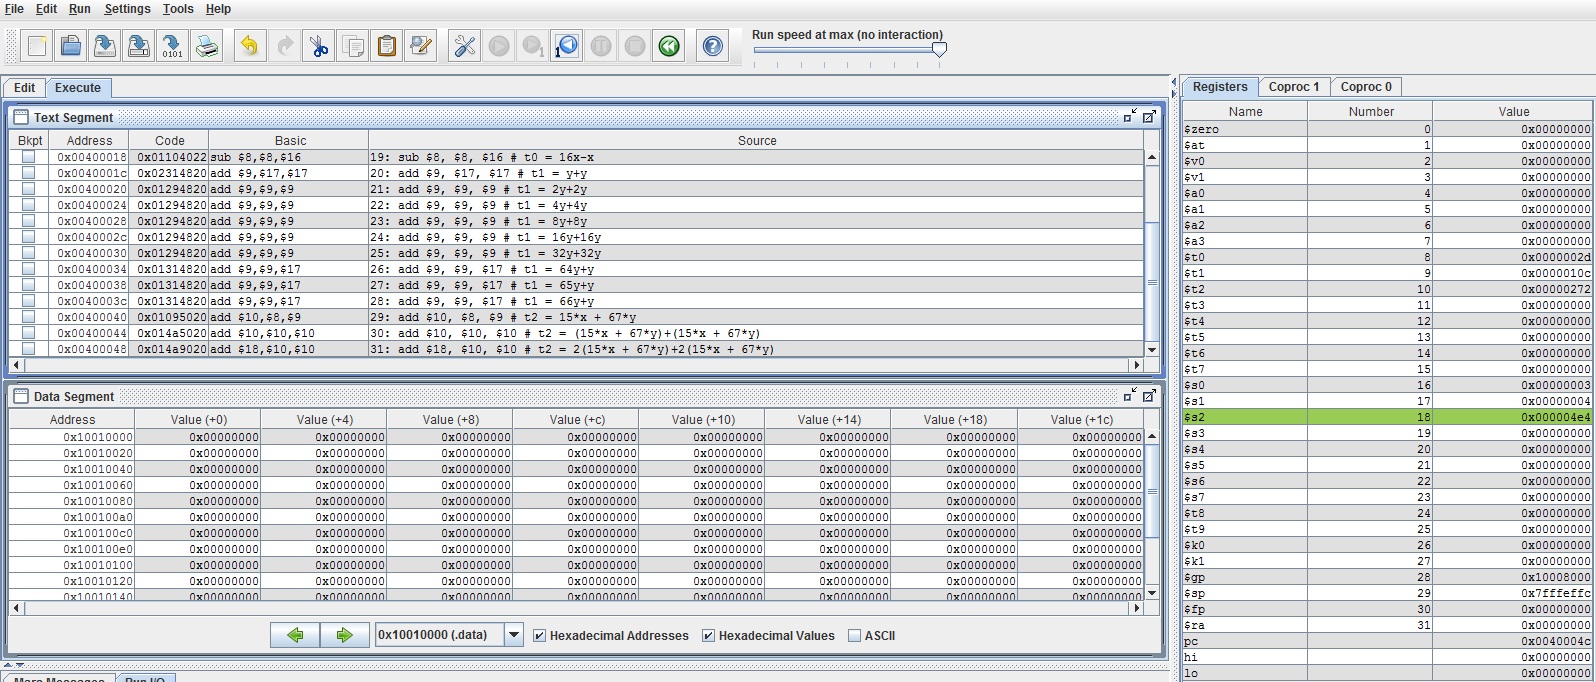 File Edit Run Settings Tools Help
Run speed at max (no interaction)
Edit Execute
Text Segment
Bkpt Address Code Basic Source
0x00400018 0x01104022 sub $8,$8,$16 19: sub $8, $8, $16 # t0 = 16x-x
0x0040001c 0x02314820 add $9,$17,$17 20: add $9, $17, $17 # t1 = y+y
0x00400020 0x01294820 add $9,$9,$9 21: add $9, $9, $9 # t1 = 2y+2y
0x00400024 0x01294820 add $9,$9,$9 22: add $9, $9, $9 # t1 = 4y+4y
0x00400028 0x01294820 add $9,$9,$9 23: add $9, $9, $9 # t1 = 8y+8y
0x0040002c 0x01294820 add $9,$9,$9 24: add $9, $9, $9 # t1 = 16y+16y
0x00400030 0x01294820 add $9,$9,$9 25: add $9, $9, $9 # t1 = 32y+32y
0x00400034 0x01314820 add $9,$9,$17 26: add $9, $9, $17 # t1 = 64y+y
0x00400038 0x01314820 add $9,$9,$17 27: add $9, $9, $17 # t1 = 65y+y
0x0040003c 0x01314820 add $9,$9,$17 28: add $9, $9, $17 # t1 = 66y+y
0x00400040 0x01095020 add $10,$8,$9 29: add $10, $8, $9 # t2 = 15*x + 67*y
0x00400044 0x014a5020 add $10,$10,$10 30: add $10, $10, $10 # t2 = (15*x + 67*y)+(15*x + 67*y)
0x00400048 0x014a9020 add $18,$10,$10 31: add $18, $10, $10 # t2 = 2(15*x + 67*y)+2(15*x + 67*y)
Data Segment
Address Value (+0) Value (+4) Value (+8) Value (+c) Value (+10) Value (+14) Value (+18) Value (+1c)
0x10010000 0x00000000 0x00000000 0x00000000 0x00000000 0x00000000 0x00000000 0x00000000 0x00000000
0x10010020 0x00000000 0x00000000 0x00000000 0x00000000 0x00000000 0x00000000 0x00000000 0x00000000
0x10010040 0x00000000 0x00000000 0x00000000 0x00000000 0x00000000 0x00000000 0x00000000 0x00000000
0x10010060 0x00000000 0x00000000 0x00000000 0x00000000 0x00000000 0x00000000 0x00000000 0x00000000
0x10010080 0x00000000 0x00000000 0x00000000 0x00000000 0x00000000 0x00000000 0x00000000 0x00000000
0x100100a0 0x00000000 0x00000000 0x00000000 0x00000000 0x00000000 0x00000000 0x00000000 0x00000000
0x100100c0 0x00000000 0x00000000 0x00000000 0x00000000 0x00000000 0x00000000 0x00000000 0x00000000
0x100100e0 0x00000000 0x00000000 0x00000000 0x00000000 0x00000000 0x00000000 0x00000000 0x00000000
0x10010100 0x00000000 0x00000000 0x00000000 0x00000000 0x00000000 0x00000000 0x00000000 0x00000000
0x10010120 0x00000000 0x00000000 0x00000000 0x00000000 0x00000000 0x00000000 0x00000000 0x00000000
0x10010140 0x00000000 0x00000000 0x00000000 0x00000000 0x00000000 0x00000000 0x00000000 0x00000000
0x10010000 (.data) Hexadecimal Addresses Hexadecimal Values ASCII
Mars Messages Run I/O
Registers Coproc 1 Coproc 0
Name Number Value
$zero 0 0x00000000
$at 1 0x00000000
$v0 2 0x00000000
$v1 3 0x00000000
$a0 4 0x00000000
$a1 5 0x00000000
$a2 6 0x00000000
$a3 7 0x00000000
$t0 8 0x0000002d
$t1 9 0x0000010c
$t2 10 0x00000272
$t3 11 0x00000000
$t4 12 0x00000000
$t5 13 0x00000000
$t6 14 0x00000000
$t7 15 0x00000000
$s0 16 0x00000003
$s1 17 0x00000004
$s2 18 0x000004e4
$s3 19 0x00000000
$s4 20 0x00000000
$s5 21 0x00000000
$s6 22 0x00000000
$s7 23 0x00000000
$t8 24 0x00000000
$t9 25 0x00000000
$k0 26 0x00000000
$k1 27 0x00000000
$gp 28 0x10008000
$sp 29 0x7fffeffc
$fp 30 0x00000000
$ra 31 0x00000000
pc 0x0040004c
hi 0x00000000
lo 0x00000000